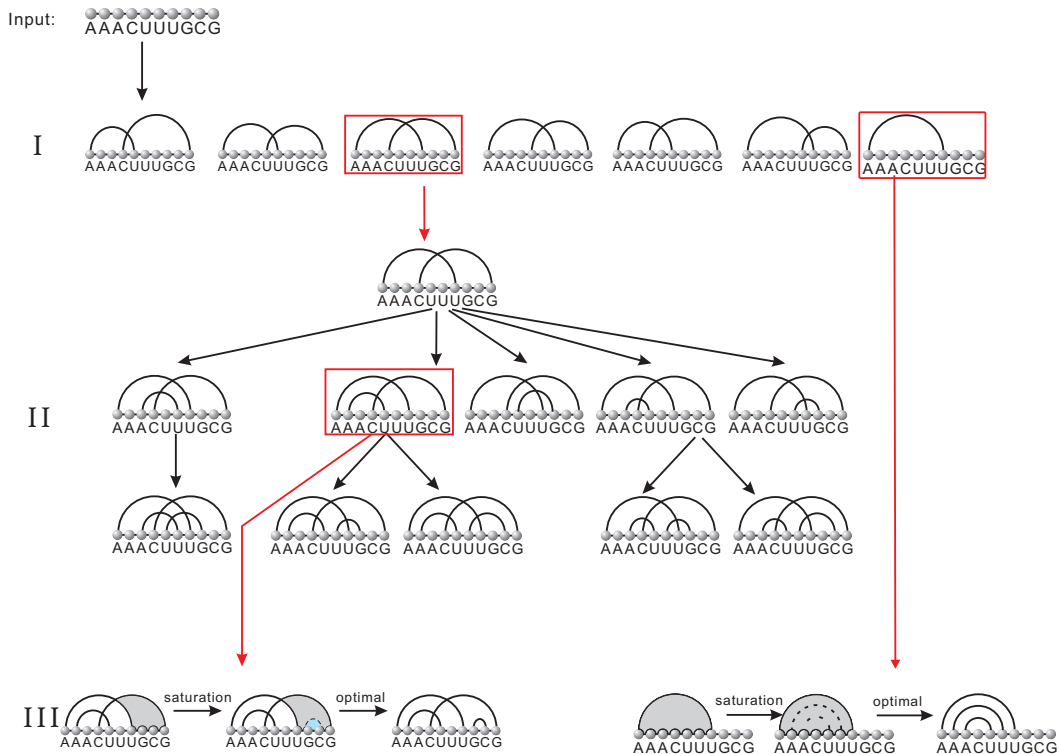 Input:
AAACUUUGCG
I
AAACUUUGCG AAACUUUGCG AAACUUUGCG AAACUUUGCG AAACUUUGCG AAACUUUGCG AAACUUUGCG
AAACUUUGCG
II
AAACUUUGCG AAACUUUGCG AAACUUUGCG AAACUUUGCG AAACUUUGCG
AAACUUUGCG AAACUUUGCG AAACUUUGCG AAACUUUGCG AAACUUUGCG
III
saturation optimal saturation optimal
AAACUUUGCG AAACUUUGCG AAACUUUGCG AAACUUUGCG AAACUUUGCG AAACUUUGCG